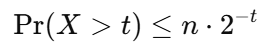 Pr(X > t) ≤ n · 2⁻ᵗ